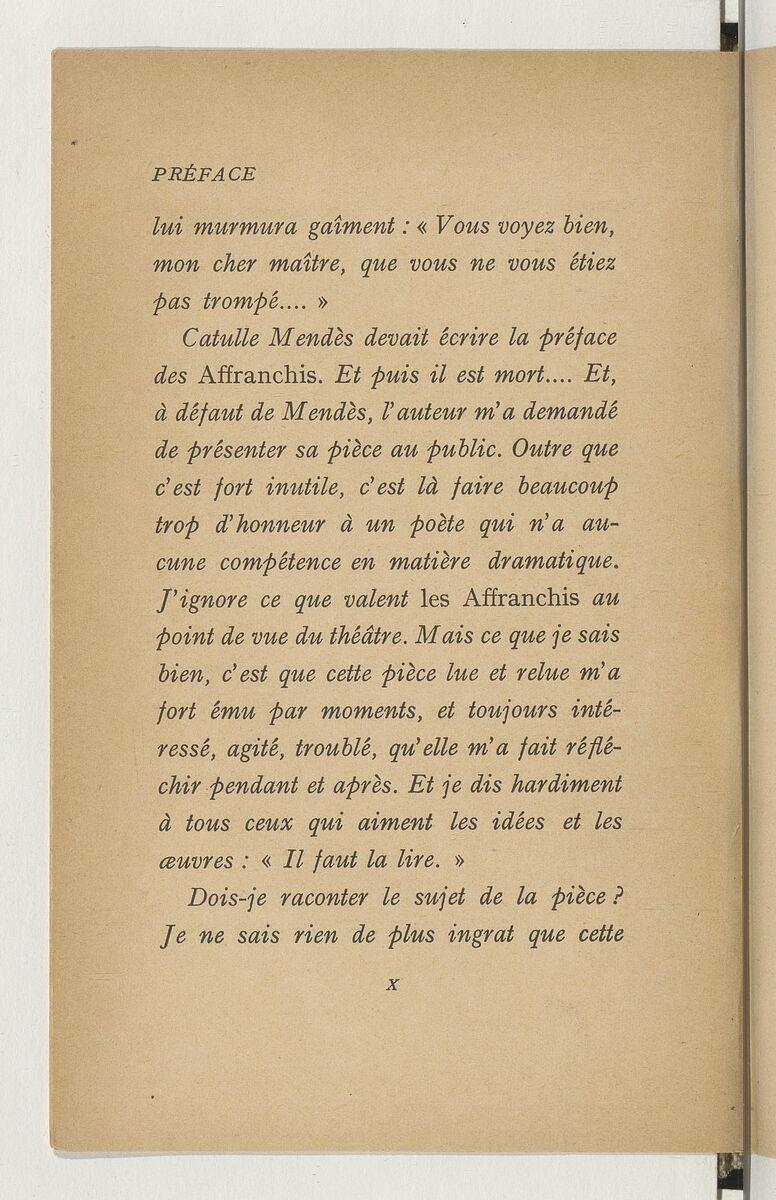 PRÉFACE
lui murmura gaîment : « Vous voyez bien,
mon cher maître, que vous ne vous étiez
pas trompé.... »
Catulle Mendès devait écrire la préface
des Affranchis. Et puis il est mort.... Et,
à défaut de Mendès, l'auteur m'a demandé
de présenter sa pièce au public. Outre que
c'est fort inutile, c'est là faire beaucoup
trop d'honneur à un poète qui n'a au-
cune compétence en matière dramatique.
J'ignore ce que valent les Affranchis au
point de vue du théâtre. Mais ce que je sais
bien, c'est que cette pièce lue et relue m'a
fort ému par moments, et toujours inté-
ressé, agité, troublé, qu'elle m'a fait réflé-
chir pendant et après. Et je dis hardiment
à tous ceux qui aiment les idées et les
œuvres : « Il faut la lire. »
Dois-je raconter le sujet de la pièce ?
Je ne sais rien de plus ingrat que cette
X